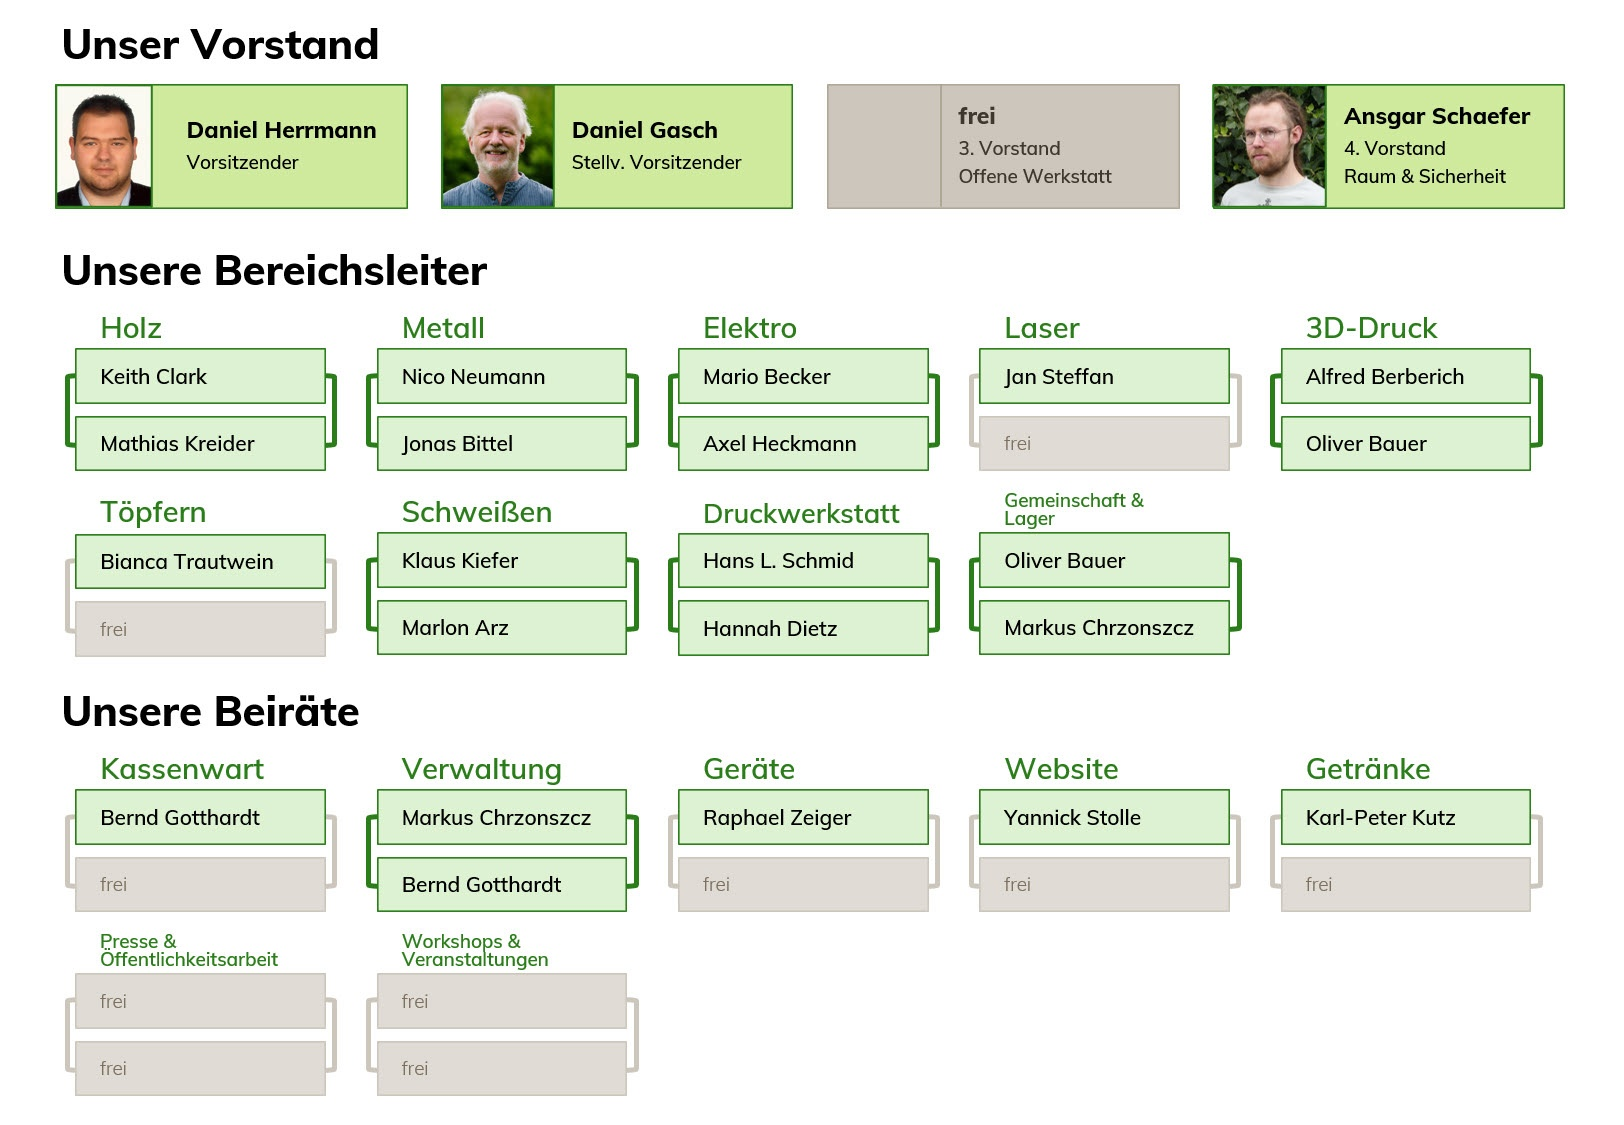 Unser Vorstand
Daniel Herrmann
Vorsitzender
Daniel Gasch
Stellv. Vorsitzender
frei
3. Vorstand
Offene Werkstatt
Ansgar Schaefer
4. Vorstand
Raum & Sicherheit
Unsere Bereichsleiter
Holz
Keith Clark
Mathias Kreider
Metall
Nico Neumann
Jonas Bittel
Elektro
Mario Becker
Axel Heckmann
Laser
Jan Steffan
frei
3D-Druck
Alfred Berberich
Oliver Bauer
Töpfern
Bianca Trautwein
frei
Schweißen
Klaus Kiefer
Marlon Arz
Druckwerkstatt
Hans L. Schmid
Hannah Dietz
Gemeinschaft &
Lager
Oliver Bauer
Markus Chrzonszcz
Unsere Beiräte
Kassenwart
Bernd Gotthardt
frei
Verwaltung
Markus Chrzonszcz
Bernd Gotthardt
Geräte
Raphael Zeiger
frei
Website
Yannick Stolle
frei
Getränke
Karl-Peter Kutz
frei
Presse &
Öffentlichkeitsarbeit
frei
frei
Workshops &
Veranstaltungen
frei
frei